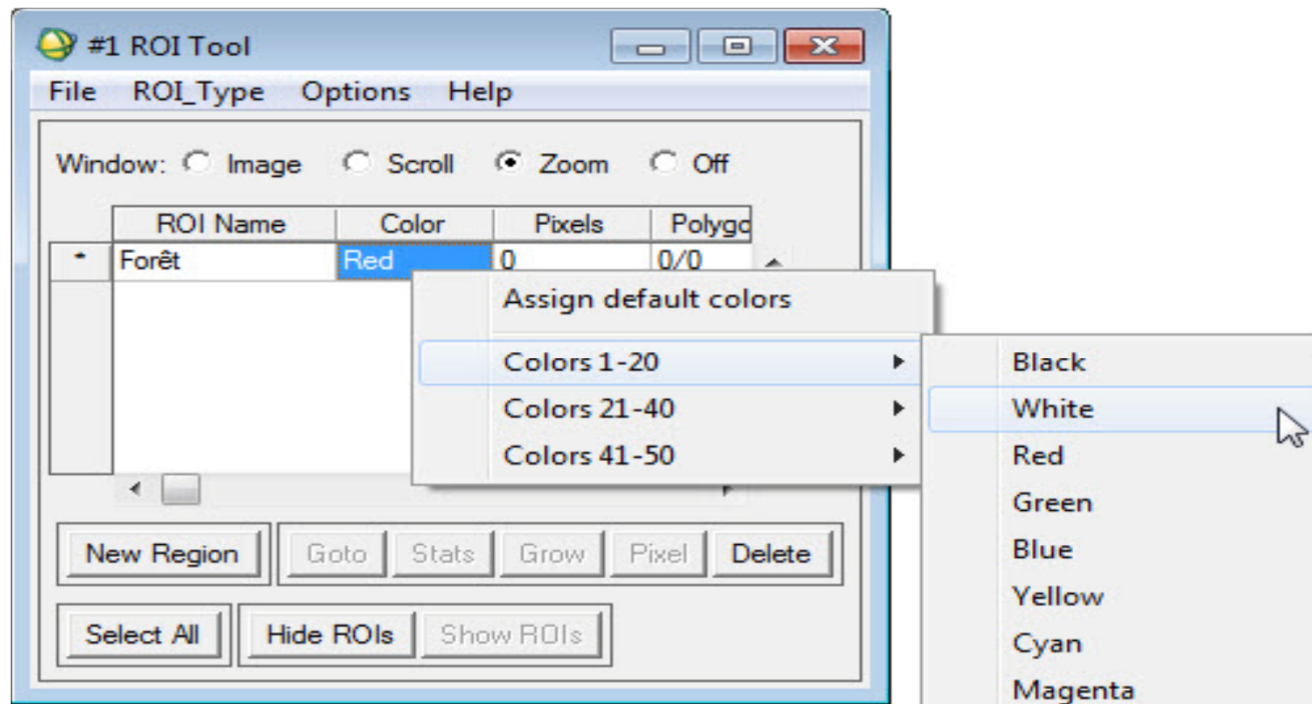 #1 ROI Tool
File ROI_Type Options Help
Window: Image Scroll Zoom Off
ROI Name Color Pixels Polygo
* Forêt Red 0 0/0
Assign default colors
Colors 1-20
Colors 21-40
Colors 41-50
Black
White
Red
Green
Blue
Yellow
Cyan
Magenta
New Region Goto Stats Grow Pixel Delete
Select All Hide ROIs Show ROIs